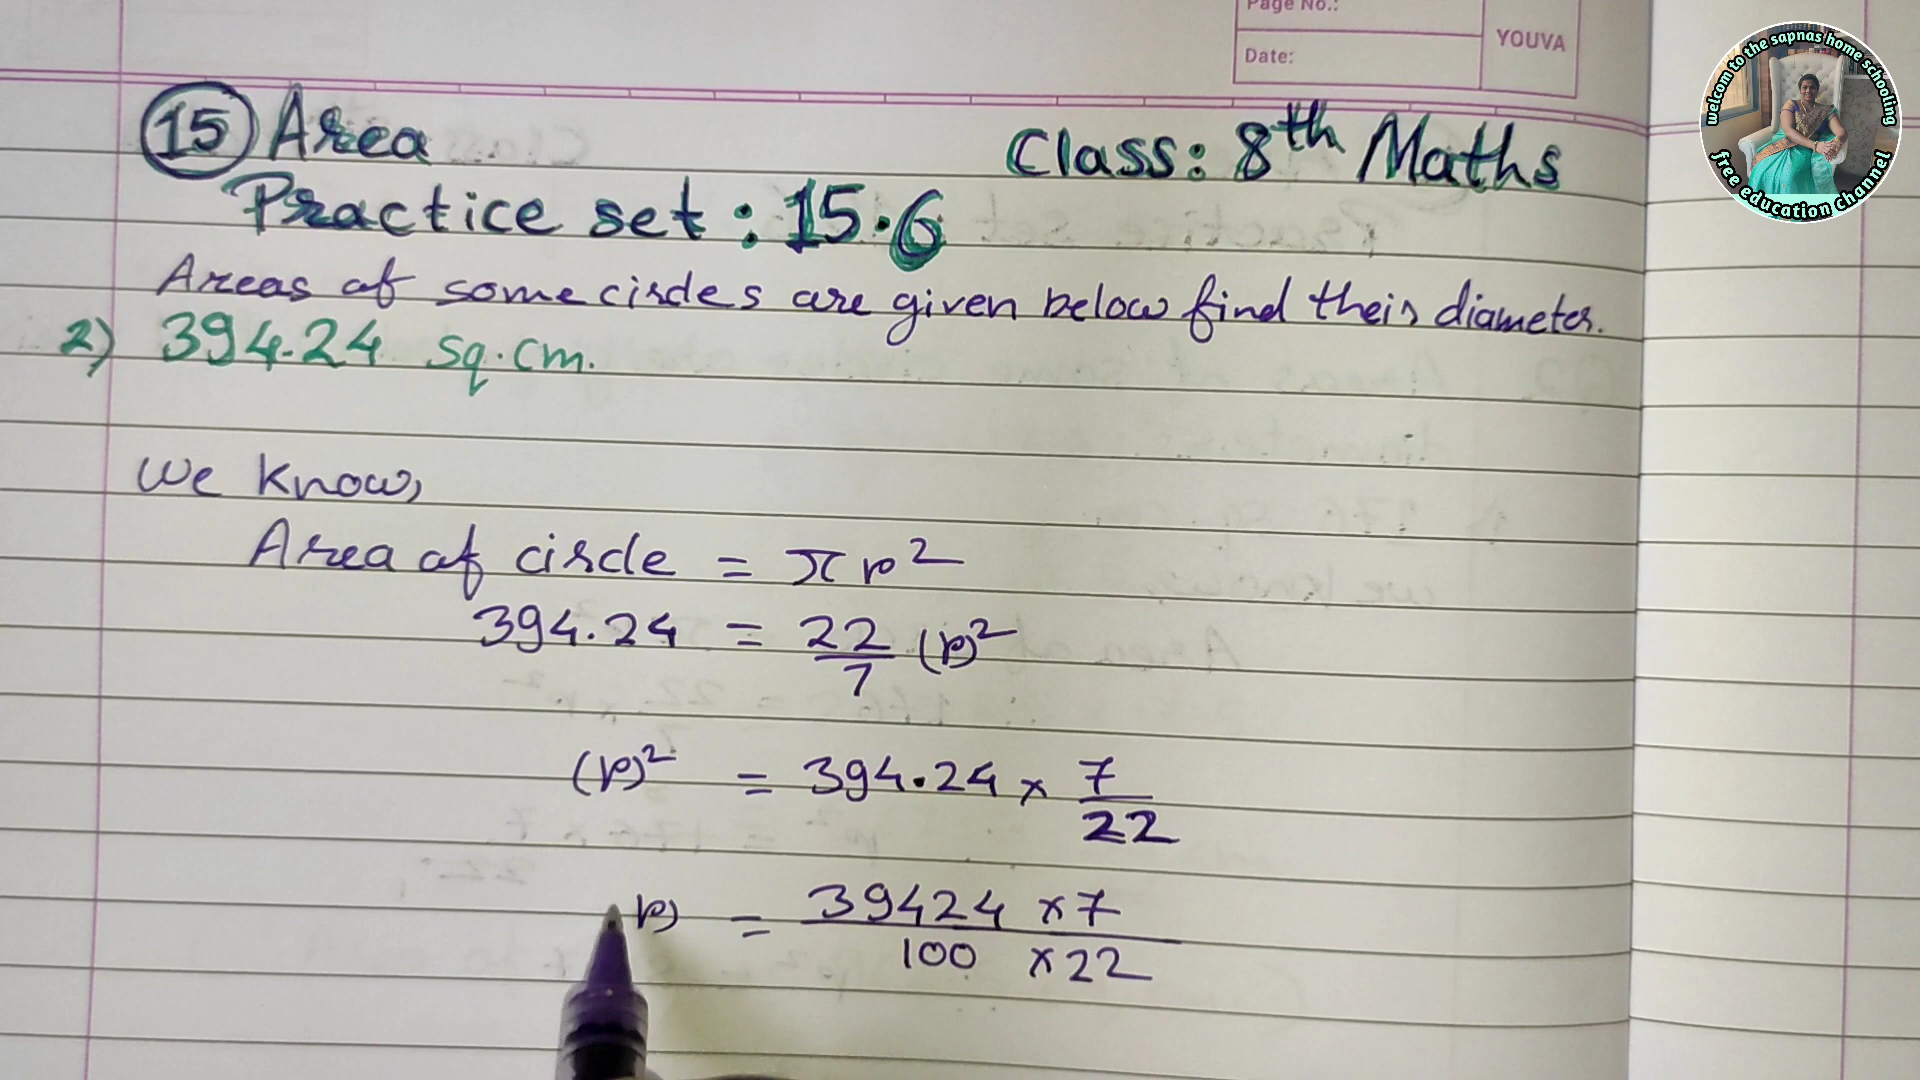 Page No.:
Date:
YOUVA
welcom to the sapnas home schooling
free education channel
15 Area
Class: 8th Maths
Practice set : 15.6
Areas of some circles are given below find their diameter.
2) 394.24 sq.cm.
We know,
Area of circle = πr²
394.24 = 22/7 (r)²
(r)² = 394.24 × 7/22
r) = 39424 × 7 / 100 × 22